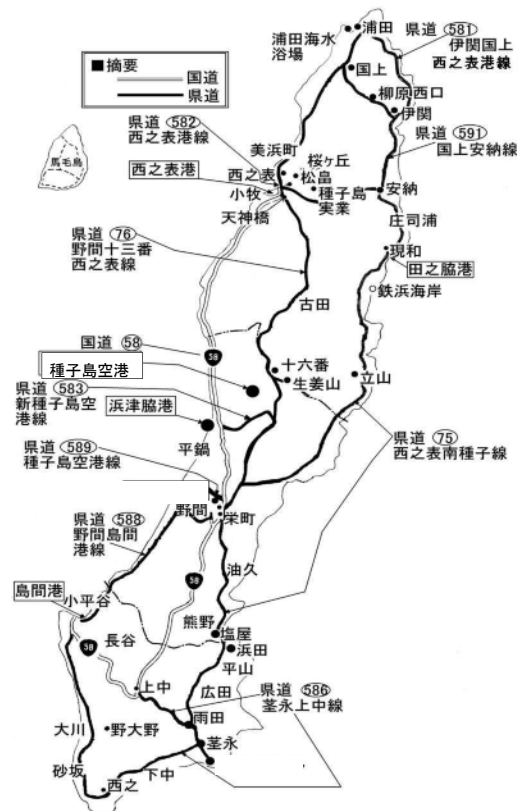 浦田
浦田海水
浴場
県道 581
伊関国上
西之表港線
国上
柳原西口
伊関
■摘要
国道
県道
馬毛島
県道 582
西之表港線
美浜町
県道 591
国上安納線
西之表港
西之表
桜ヶ丘
松畠
小牧
種子島
実業
安納
天神橋
庄司浦
県道 76
野間十三番
西之表線
現和
田之脇港
鉄浜海岸
古田
国道 58
58
種子島空港
十六番
生姜山
立山
県道 583
新種子島空
港線
浜津脇港
平鍋
県道 589
種子島空港線
県道 75
西之表南種子線
野間
栄町
県道 588
野間島間
港線
油久
58
島間港
小平谷
熊野
塩屋
58
長谷
浜田
平山
上中
広田
県道 586
茎永上中線
大川
野大野
雨田
茎永
砂坂
下中
西之